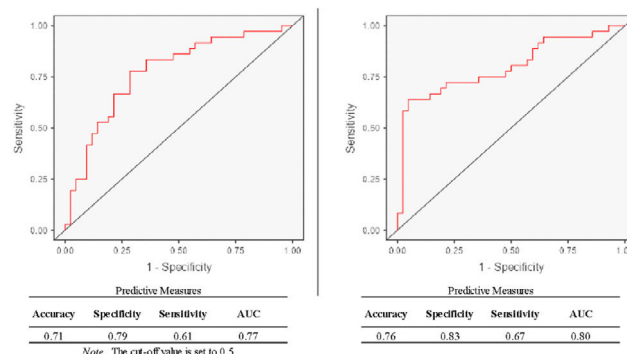 1.00
0.75
0.50
0.25
0.00
Sensitivity
0.00 0.25 0.50 0.75 1.00
1 - Specificity
Predictive Measures
Accuracy Specificity Sensitivity AUC
0.71 0.79 0.61 0.77
Note. The cut-off value is set to 0.5
1.00
0.75
0.50
0.25
0.00
Sensitivity
0.00 0.25 0.50 0.75 1.00
1 - Specificity
Predictive Measures
Accuracy Specificity Sensitivity AUC
0.76 0.83 0.67 0.80